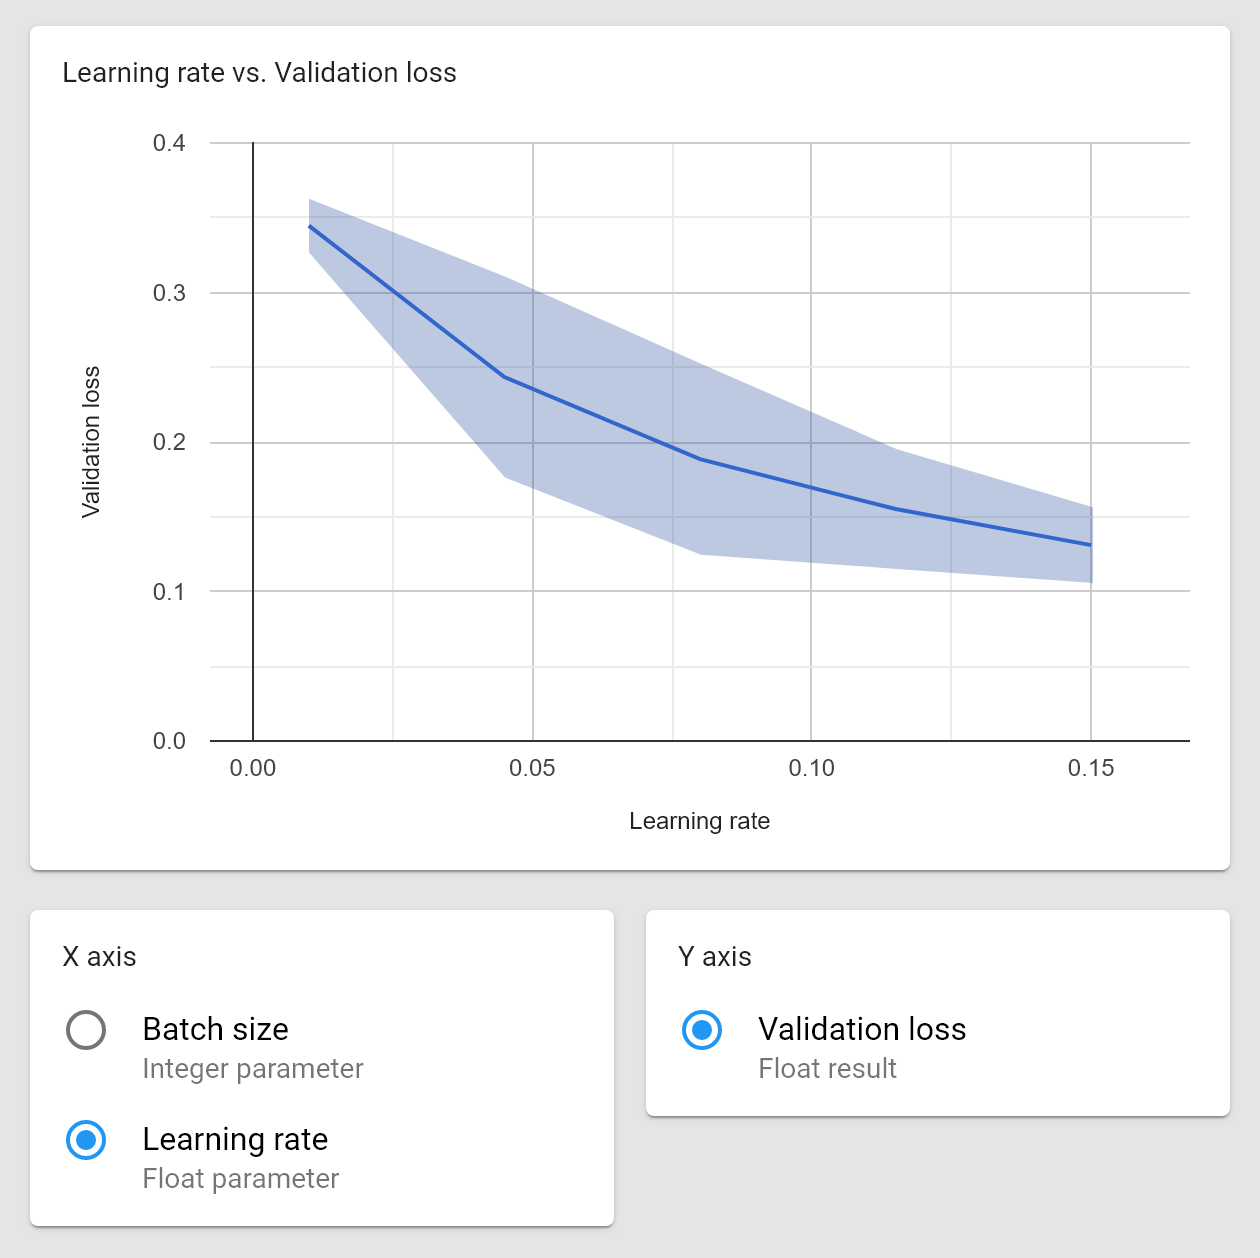 Learning rate vs. Validation loss
0.4
0.3
0.2
0.1
0.0
Validation loss
0.00 0.05 0.10 0.15
Learning rate
X axis
Batch size
Integer parameter
Learning rate
Float parameter
Y axis
Validation loss
Float result